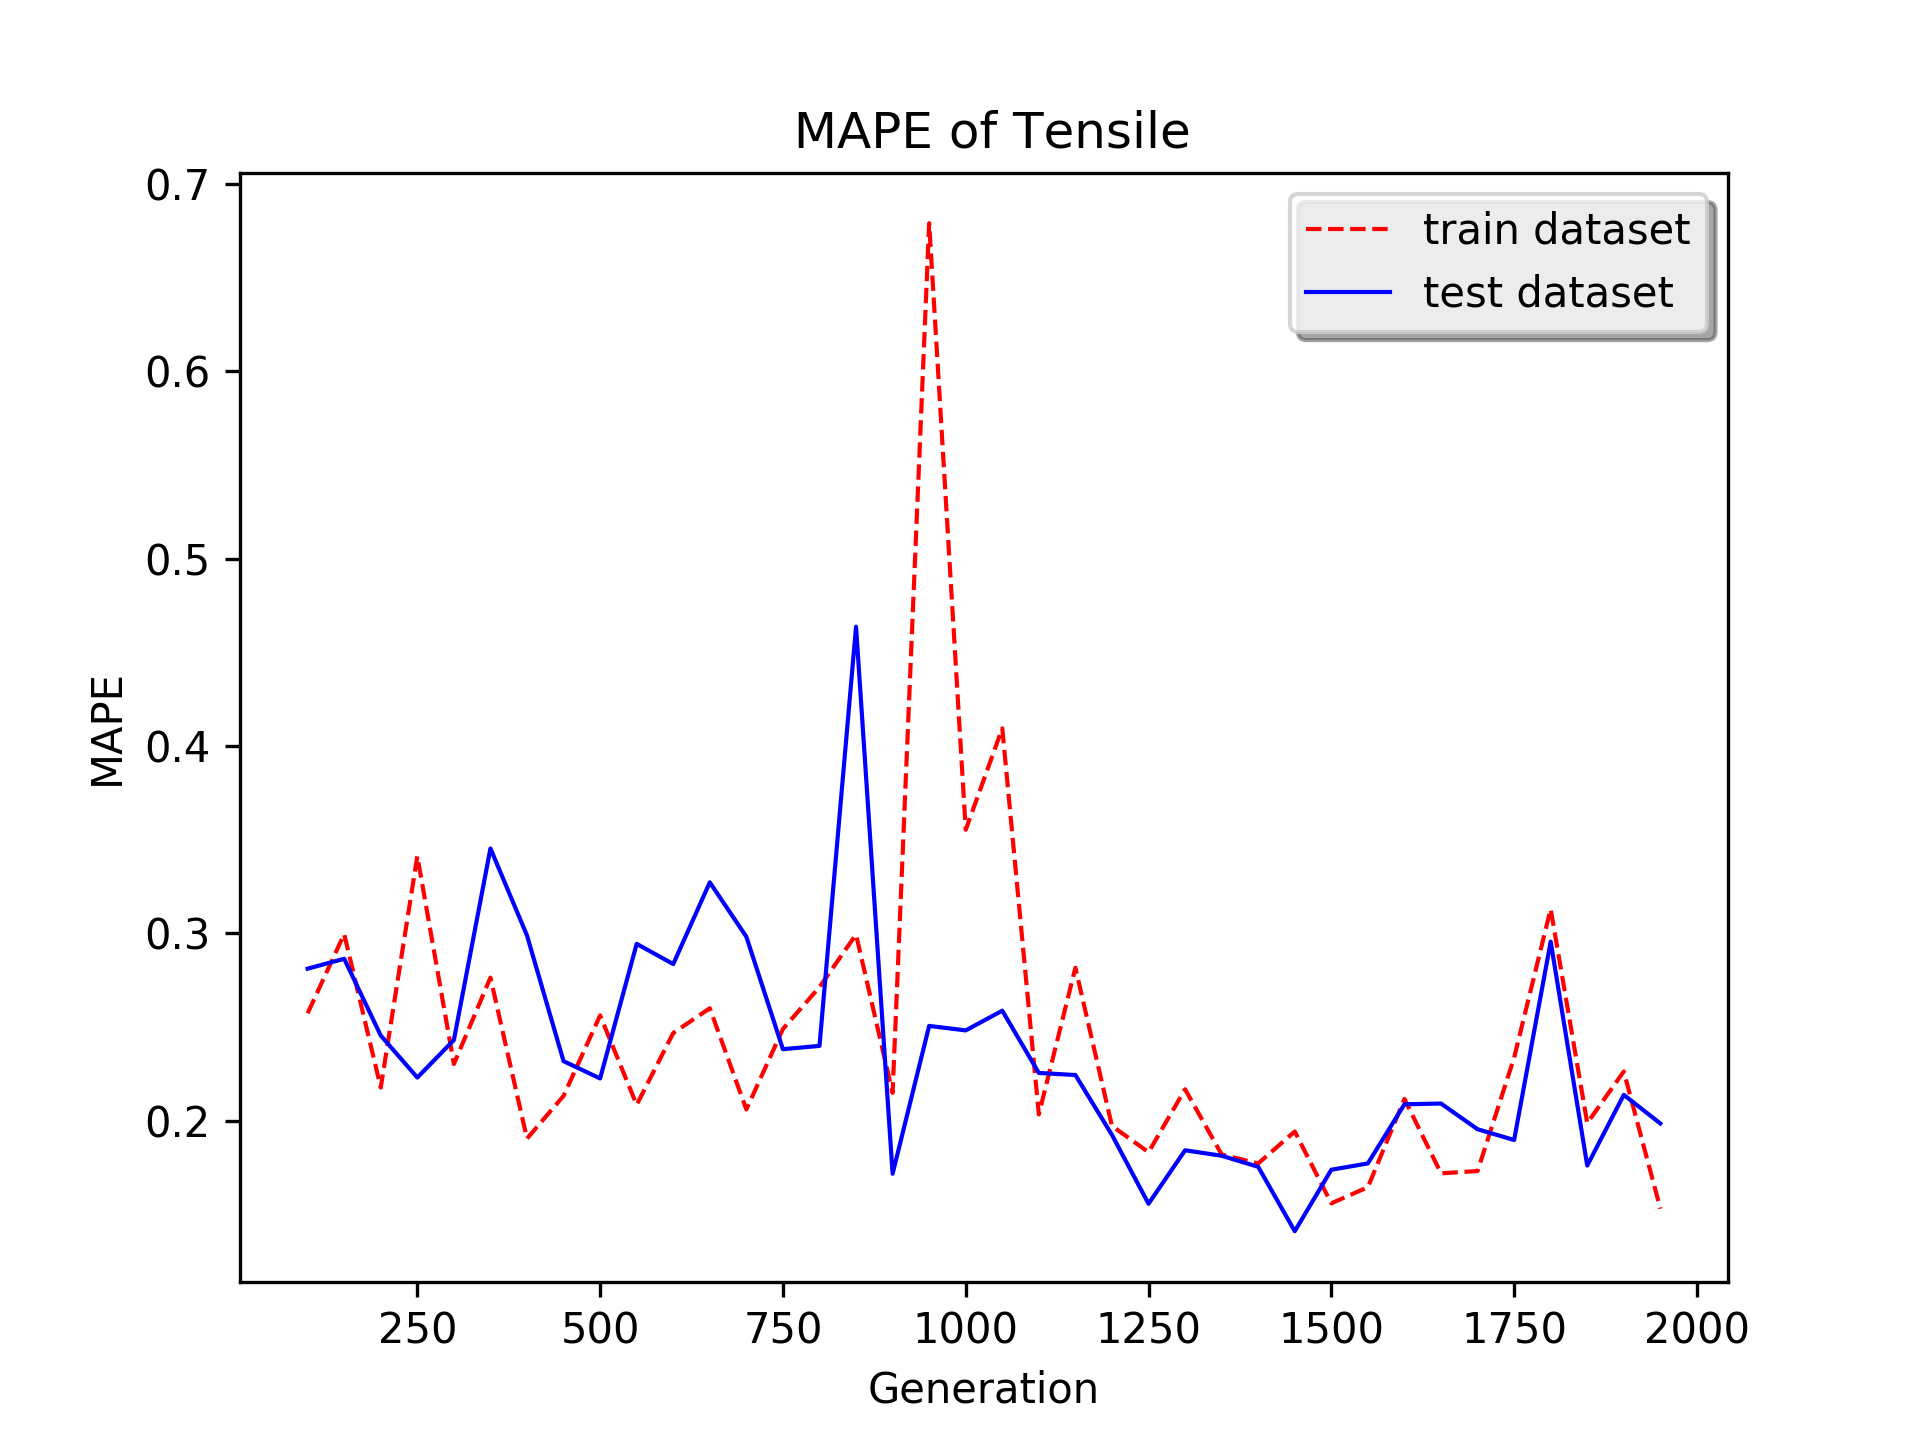 MAPE of Tensile
0.7
0.6
0.5
0.4
0.3
0.2
MAPE
train dataset
test dataset
250 500 750 1000 1250 1500 1750 2000
Generation